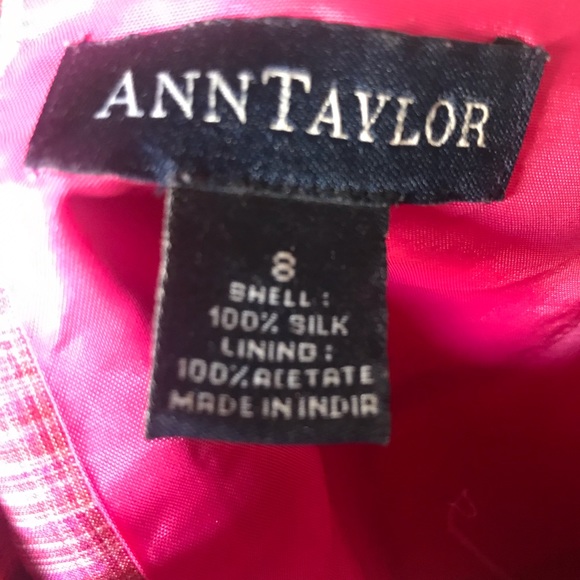 ANNTAYLOR
8
SHELL:
100% SILK
LINING:
100% ACETATE
MADE IN INDIA